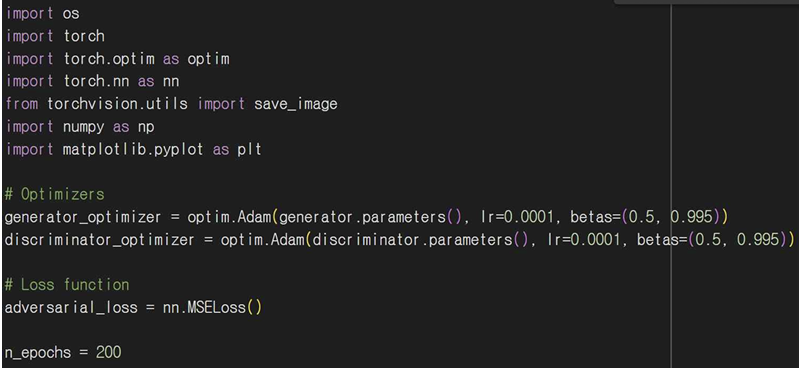 import os
import torch
import torch.optim as optim
import torch.nn as nn
from torchvision.utils import save_image
import numpy as np
import matplotlib.pyplot as plt
# Optimizers
generator_optimizer = optim.Adam(generator.parameters(), lr=0.0001, betas=(0.5, 0.995))
discriminator_optimizer = optim.Adam(discriminator.parameters(), lr=0.0001, betas=(0.5, 0.995))
# Loss function
adversarial_loss = nn.MSELoss()
n_epochs = 200